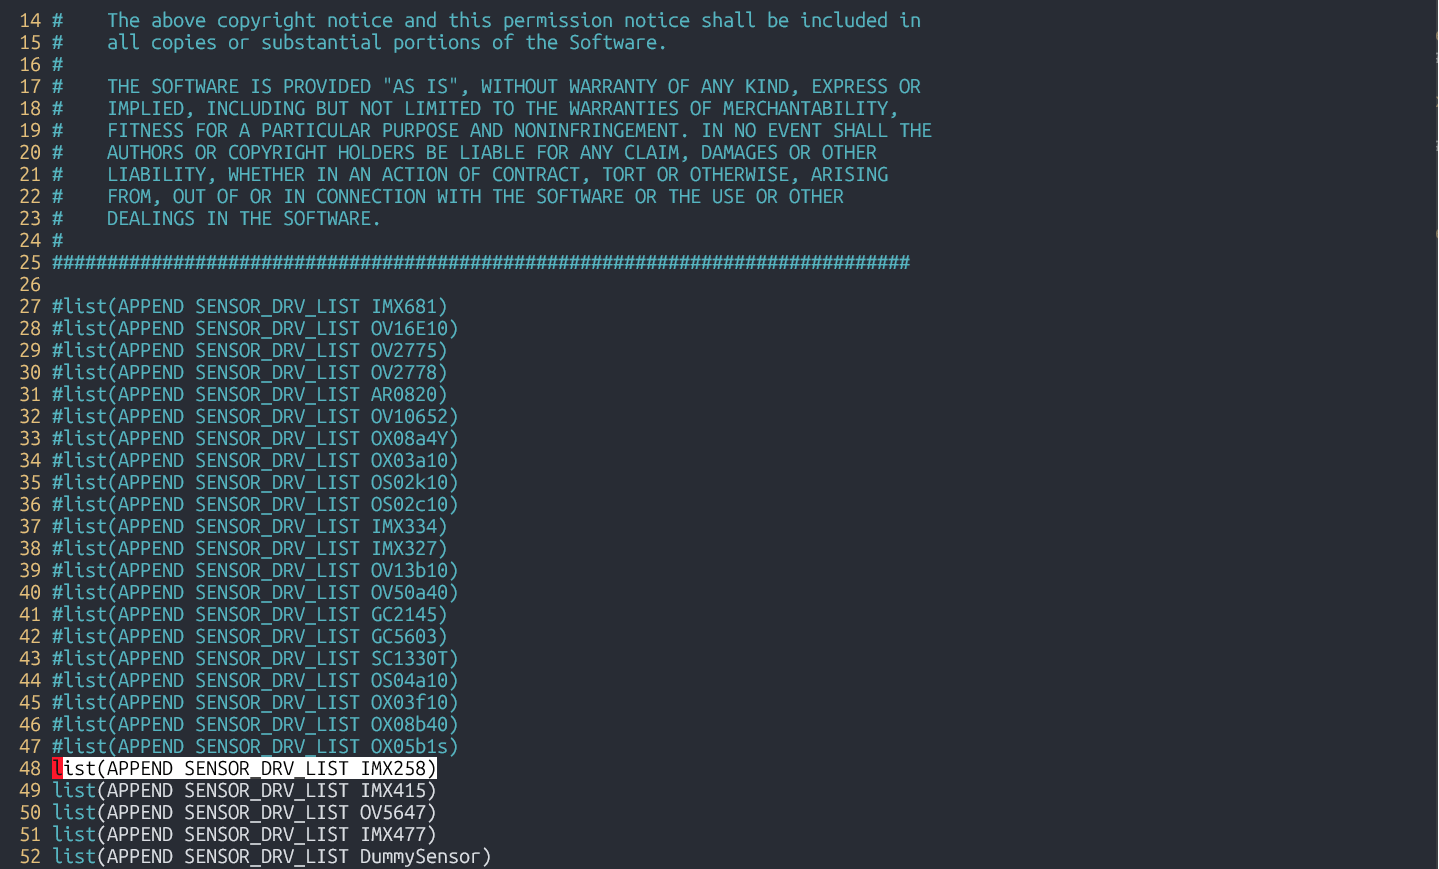 14 #    The above copyright notice and this permission notice shall be included in
15 #    all copies or substantial portions of the Software.
16 #
17 #    THE SOFTWARE IS PROVIDED "AS IS", WITHOUT WARRANTY OF ANY KIND, EXPRESS OR
18 #    IMPLIED, INCLUDING BUT NOT LIMITED TO THE WARRANTIES OF MERCHANTABILITY,
19 #    FITNESS FOR A PARTICULAR PURPOSE AND NONINFRINGEMENT. IN NO EVENT SHALL THE
20 #    AUTHORS OR COPYRIGHT HOLDERS BE LIABLE FOR ANY CLAIM, DAMAGES OR OTHER
21 #    LIABILITY, WHETHER IN AN ACTION OF CONTRACT, TORT OR OTHERWISE, ARISING
22 #    FROM, OUT OF OR IN CONNECTION WITH THE SOFTWARE OR THE USE OR OTHER
23 #    DEALINGS IN THE SOFTWARE.
24 #
25 ##############################################################################
26
27 #list(APPEND SENSOR_DRV_LIST IMX681)
28 #list(APPEND SENSOR_DRV_LIST OV16E10)
29 #list(APPEND SENSOR_DRV_LIST OV2775)
30 #list(APPEND SENSOR_DRV_LIST OV2778)
31 #list(APPEND SENSOR_DRV_LIST AR0820)
32 #list(APPEND SENSOR_DRV_LIST OV10652)
33 #list(APPEND SENSOR_DRV_LIST OX08a4Y)
34 #list(APPEND SENSOR_DRV_LIST OX03a10)
35 #list(APPEND SENSOR_DRV_LIST OS02k10)
36 #list(APPEND SENSOR_DRV_LIST OS02c10)
37 #list(APPEND SENSOR_DRV_LIST IMX334)
38 #list(APPEND SENSOR_DRV_LIST IMX327)
39 #list(APPEND SENSOR_DRV_LIST OV13b10)
40 #list(APPEND SENSOR_DRV_LIST OV50a40)
41 #list(APPEND SENSOR_DRV_LIST GC2145)
42 #list(APPEND SENSOR_DRV_LIST GC5603)
43 #list(APPEND SENSOR_DRV_LIST SC1330T)
44 #list(APPEND SENSOR_DRV_LIST OS04a10)
45 #list(APPEND SENSOR_DRV_LIST OX03f10)
46 #list(APPEND SENSOR_DRV_LIST OX08b40)
47 #list(APPEND SENSOR_DRV_LIST OX05b1s)
48 list(APPEND SENSOR_DRV_LIST IMX258)
49 list(APPEND SENSOR_DRV_LIST IMX415)
50 list(APPEND SENSOR_DRV_LIST OV5647)
51 list(APPEND SENSOR_DRV_LIST IMX477)
52 list(APPEND SENSOR_DRV_LIST DummySensor)